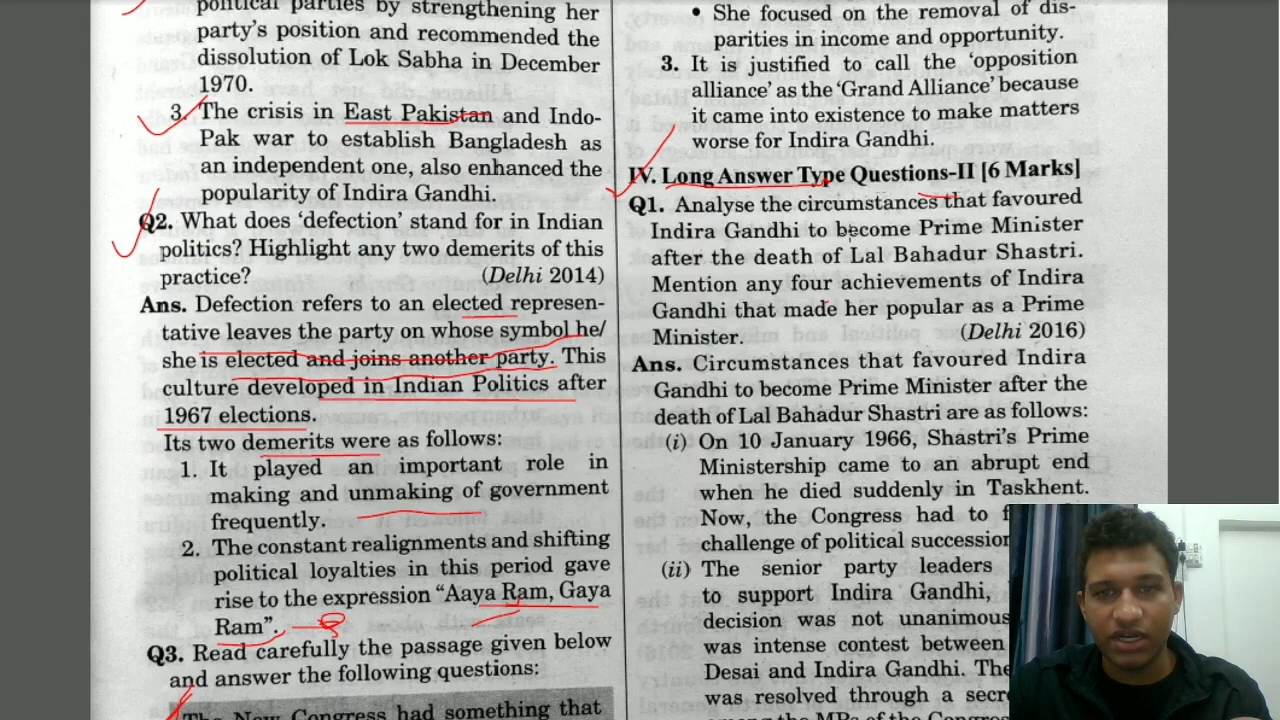 political parties by strengthening her
party's position and recommended the
dissolution of Lok Sabha in December
1970.
3. The crisis in East Pakistan and Indo-
Pak war to establish Bangladesh as
an independent one, also enhanced the
popularity of Indira Gandhi.
Q2. What does 'defection' stand for in Indian
politics? Highlight any two demerits of this
practice? (Delhi 2014)
Ans. Defection refers to an elected represen-
tative leaves the party on whose symbol he/
she is elected and joins another party. This
culture developed in Indian Politics after
1967 elections.
Its two demerits were as follows:
1. It played an important role in
making and unmaking of government
frequently.
2. The constant realignments and shifting
political loyalties in this period gave
rise to the expression "Aaya Ram, Gaya
Ram".
Q3. Read carefully the passage given below
and answer the following questions:
The New Congress had something that
• She focused on the removal of dis-
parities in income and opportunity.
3. It is justified to call the 'opposition
alliance' as the 'Grand Alliance' because
it came into existence to make matters
worse for Indira Gandhi.
IV. Long Answer Type Questions-II [6 Marks]
Q1. Analyse the circumstances that favoured
Indira Gandhi to become Prime Minister
after the death of Lal Bahadur Shastri.
Mention any four achievements of Indira
Gandhi that made her popular as a Prime
Minister. (Delhi 2016)
Ans. Circumstances that favoured Indira
Gandhi to become Prime Minister after the
death of Lal Bahadur Shastri are as follows:
(i) On 10 January 1966, Shastri's Prime
Ministership came to an abrupt end
when he died suddenly in Taskhent.
Now, the Congress had to
challenge of political succession
(ii) The senior party leaders
to support Indira Gandhi,
decision was not unanimous
was intense contest between
Desai and Indira Gandhi. The
was resolved through a secr
among the MPs of the Congress